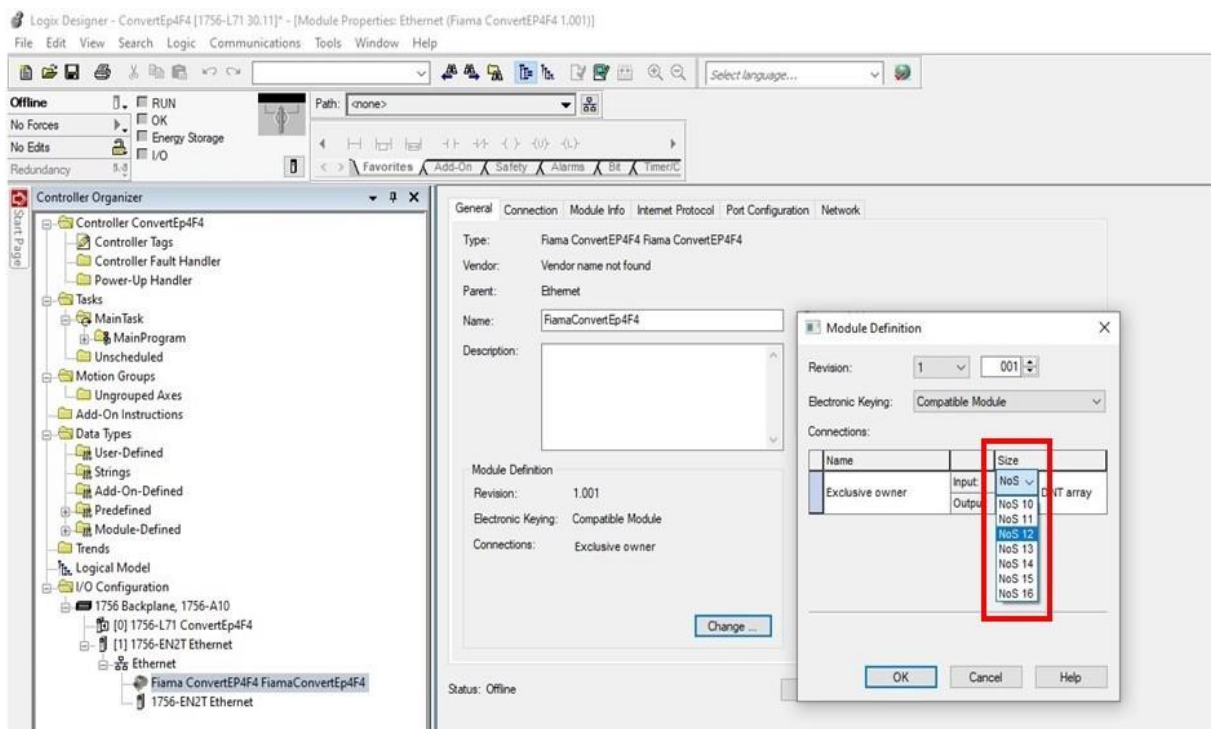 Logix Designer - ConvertEp4F4 [1756-L71 30.11]* - [Module Properties: Ethernet (Fiama ConvertEP4F4 1.001)]
File Edit View Search Logic Communications Tools Window Help
Select language...
Offline
RUN
No Forces
OK
No Edits
Energy Storage
Redundancy
I/O
Path: <none>
Favorites Add-On Safety Alarms Bit Timer/C
Start Page
Controller Organizer
Controller ConvertEp4F4
Controller Tags
Controller Fault Handler
Power-Up Handler
Tasks
MainTask
MainProgram
Unscheduled
Motion Groups
Ungrouped Axes
Add-On Instructions
Data Types
User-Defined
Strings
Add-On-Defined
Predefined
Module-Defined
Trends
Logical Model
I/O Configuration
1756 Backplane, 1756-A10
[0] 1756-L71 ConvertEp4F4
[1] 1756-EN2T Ethernet
Ethernet
Fiama ConvertEP4F4 FiamaConvertEp4F4
1756-EN2T Ethernet
General Connection Module Info Internet Protocol Port Configuration Network
Type: Fiama ConvertEP4F4 Fiama ConvertEP4F4
Vendor: Vendor name not found
Parent: Ethernet
Name: FiamaConvertEp4F4
Description:
Module Definition
Revision: 1.001
Electronic Keying: Compatible Module
Connections: Exclusive owner
Change ...
Status: Offline
Module Definition
Revision: 1 001
Electronic Keying: Compatible Module
Connections:
Name Size
Exclusive owner
Input: NoS
Outpu
array
NoS 10
NoS 11
NoS 12
NoS 13
NoS 14
NoS 15
NoS 16
OK Cancel Help